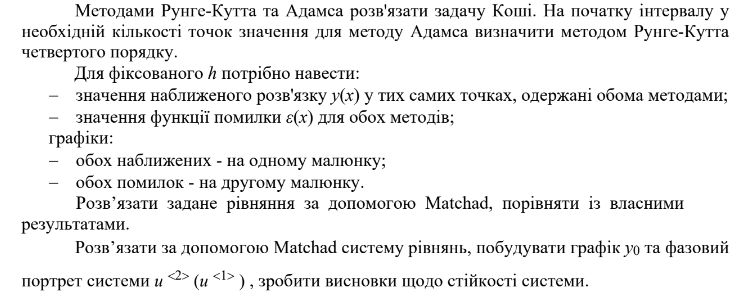 Методами Рунге-Кутта та Адамса розв'язати задачу Коші. На початку інтервалу у
необхідній кількості точок значення для методу Адамса визначити методом Рунге-Кутта
четвертого порядку.
Для фіксованого h потрібно навести:
– значення наближеного розв'язку y(x) у тих самих точках, одержані обома методами;
– значення функції помилки ε(x) для обох методів;
графіки:
– обох наближених - на одному малюнку;
– обох помилок - на другому малюнку.
Розв’язати задане рівняння за допомогою Matchad, порівняти із власними
результатами.
Розв’язати за допомогою Matchad систему рівнянь, побудувати графік y0 та фазовий
портрет системи u <2> (u <1> ) , зробити висновки щодо стійкості системи.